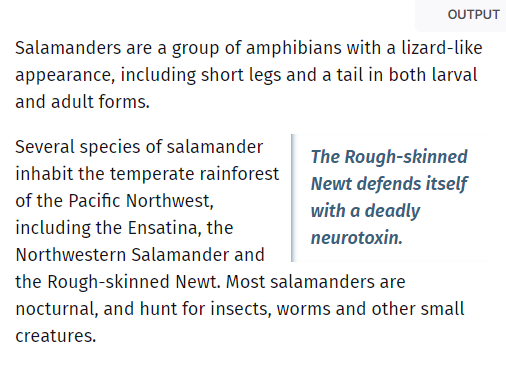 OUTPUT
Salamanders are a group of amphibians with a lizard-like
appearance, including short legs and a tail in both larval
and adult forms.
Several species of salamander
inhabit the temperate rainforest
of the Pacific Northwest,
including the Ensatina, the
Northwestern Salamander and
the Rough-skinned Newt. Most salamanders are
nocturnal, and hunt for insects, worms and other small
creatures.
The Rough-skinned
Newt defends itself
with a deadly
neurotoxin.